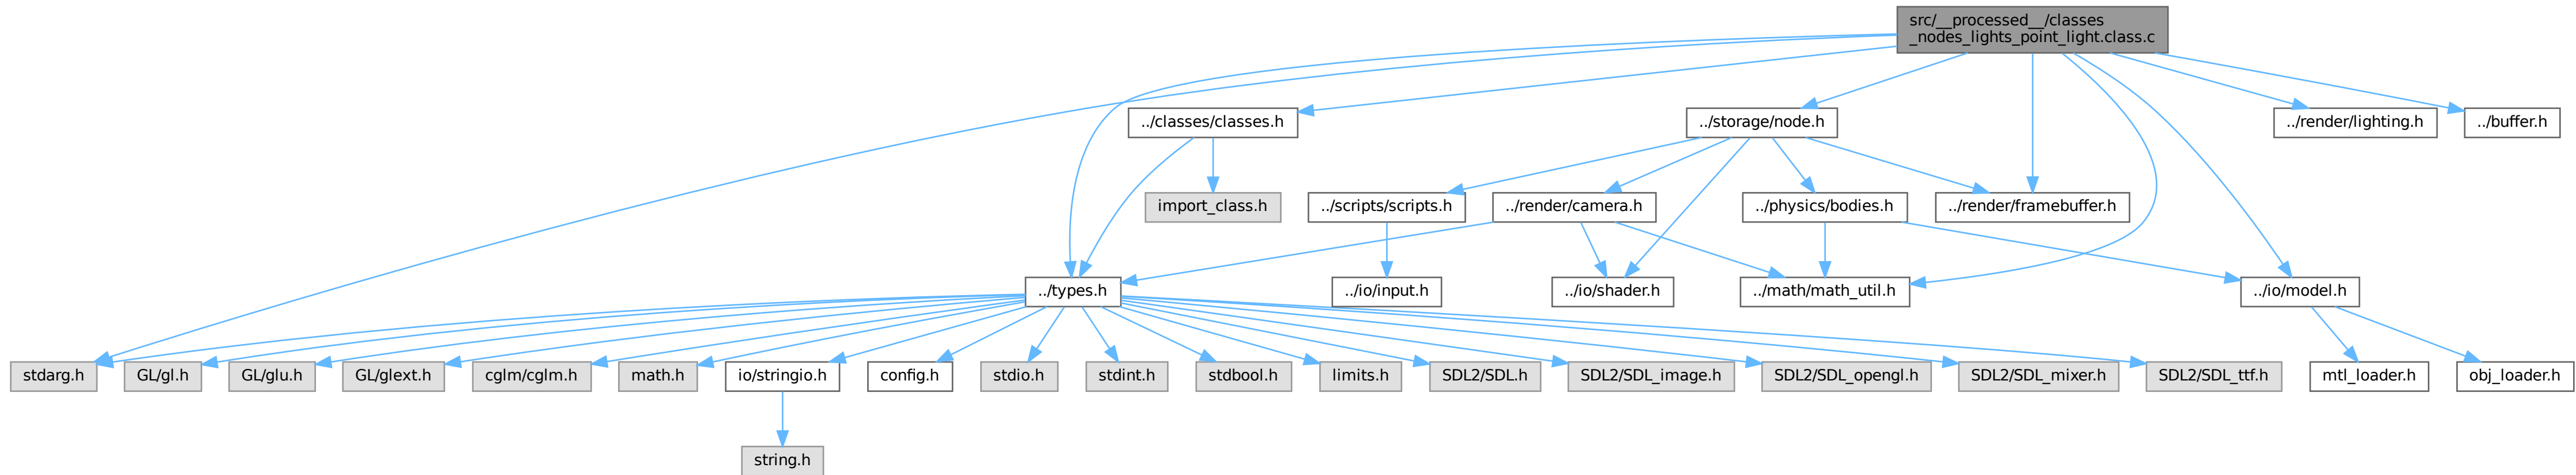 src/__processed__/classes
_nodes_lights_point_light.class.c
../classes/classes.h
../storage/node.h
../render/lighting.h
../buffer.h
import_class.h
../scripts/scripts.h
../render/camera.h
../physics/bodies.h
../render/framebuffer.h
../types.h
../io/input.h
../io/shader.h
../math/math_util.h
../io/model.h
stdarg.h
GL/gl.h
GL/glu.h
GL/glext.h
cglm/cglm.h
math.h
io/stringio.h
config.h
stdio.h
stdint.h
stdbool.h
limits.h
SDL2/SDL.h
SDL2/SDL_image.h
SDL2/SDL_opengl.h
SDL2/SDL_mixer.h
SDL2/SDL_ttf.h
mtl_loader.h
obj_loader.h
string.h